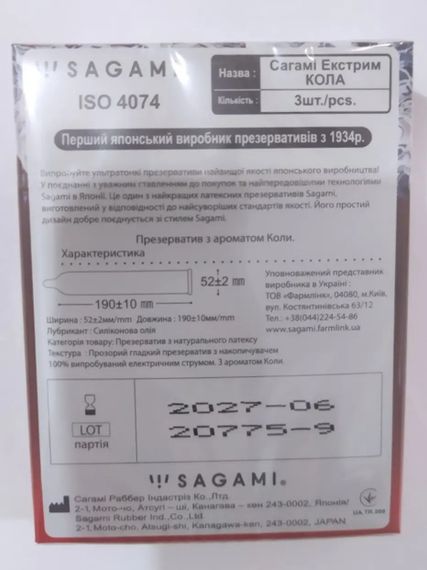 SAGAMI
ISO 4074
Назва : Сагамі Екстрим КОЛА
Кількість : 3шт./pcs.
Перший японський виробник презервативів з 1934р.
Випробуйте ультратонкі презервативи найвищої якості японського виробництва!
У поєднанні з уважним ставленням до покупок та найпередовішими технологіями
Sagami в Японії. Це один з найкращих латексних презервативів Sagami,
виготовлений у відповідності до найсуворіших стандартів якості. Його простий
дизайн добре поєднується зі стилем Sagami.
Презерватив з ароматом Коли.
Характеристика
52±2 mm
190±10 mm
Уповноважений представник
виробника в Україні :
ТОВ "Фармлінк", 04080, м.Київ,
вул. Костянтинівська 63/12
Тел.: +38(044)224-54-86
www.sagami.farmlink.ua
Ширина : 52±2мм/mm Довжина : 190±10мм/mm
Лубрикант : Силіконова олія
Категорія товару: Презерватив з натурального латексу
Текстура : Прозорий гладкий презерватив з накопичувачем
100% випробуваний електричним струмом. З ароматом Коли.
2027-06
LOT
партія
20775-9
SAGAMI®
Сагамі Раббер Індастріз Ко.,Лтд.
2-1, Мото-чо, Атсугі – ші, Канагава – кен 243-0002, Японія/
Sagami Rubber Ind.,Co.,Ltd.
2-1, Moto-cho, Atsugi-shi, Kanagawa-ken, 243-0002, JAPAN